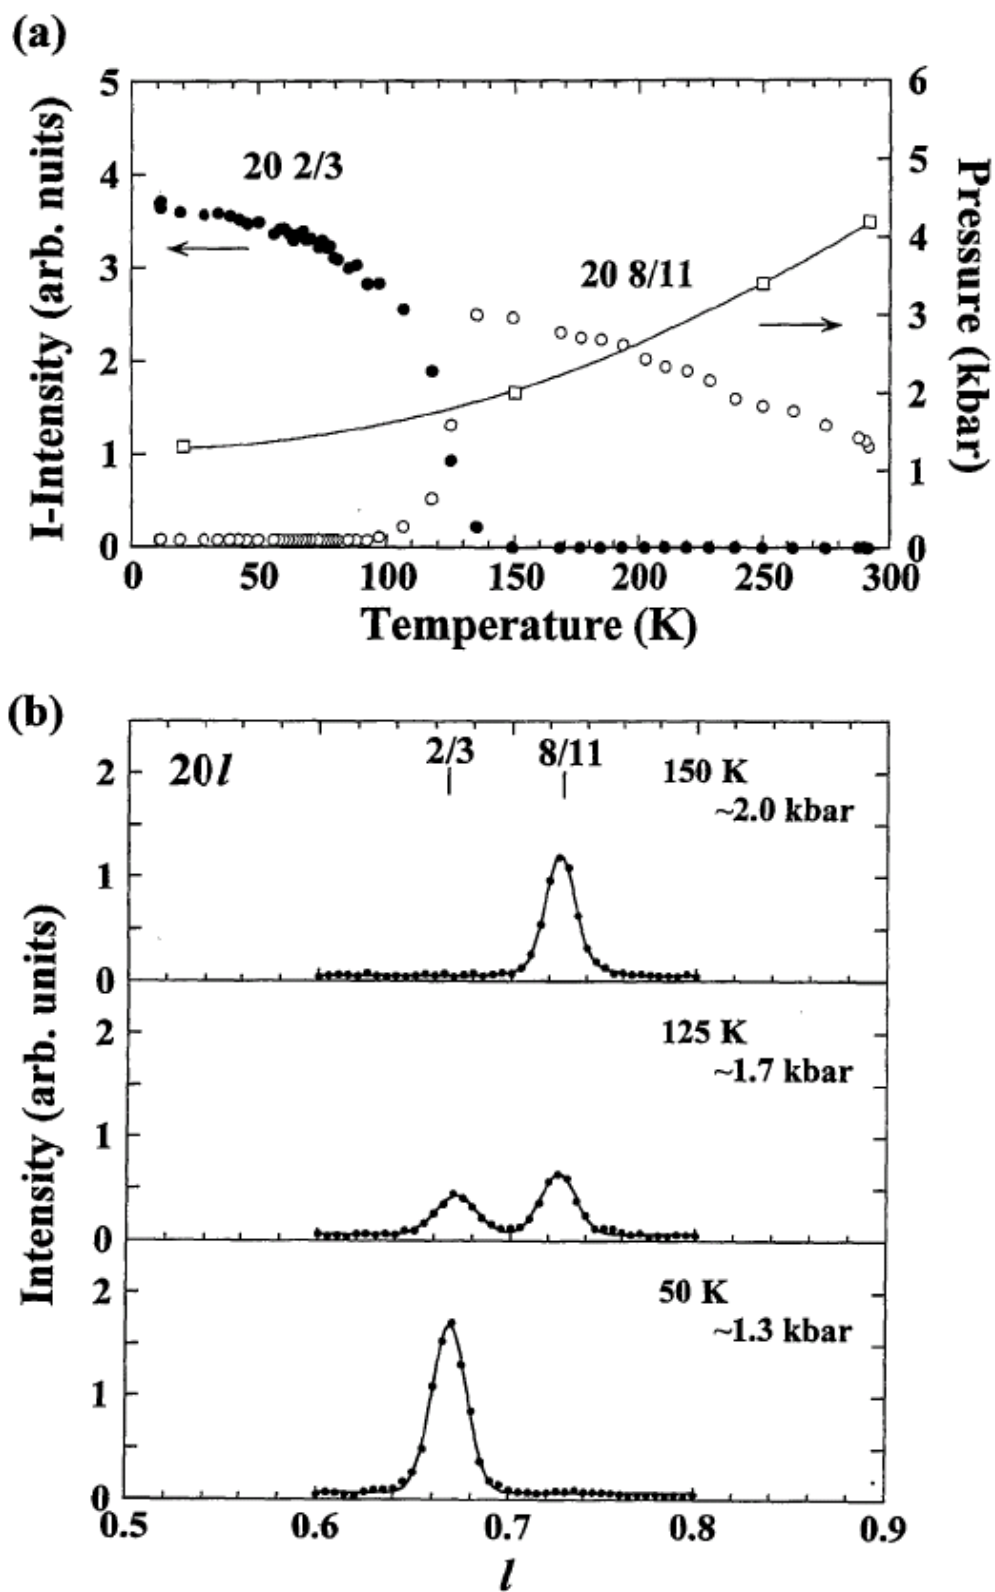 (a)
5
4
3
2
1
0
I-Intensity (arb. nuits)
20 2/3
20 8/11
6
5
4
3
2
1
0
Pressure (kbar)
0 50 100 150 200 250 300
Temperature (K)
(b)
20l
2/3
8/11
150 K
~2.0 kbar
2
1
0
125 K
~1.7 kbar
2
1
0
50 K
~1.3 kbar
2
1
0
Intensity (arb. units)
0.5 0.6 0.7 0.8 0.9
l